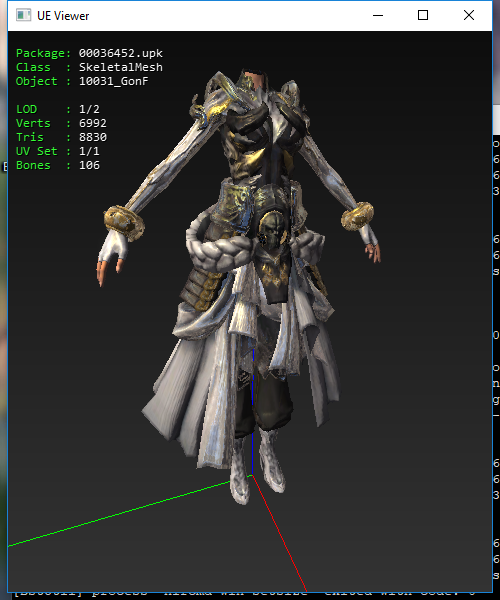 UE Viewer
Package: 00036452.upk
Class  : SkeletalMesh
Object : 10031_GonF
LOD    : 1/2
Verts  : 6992
Tris   : 8830
UV Set : 1/1
Bones  : 106